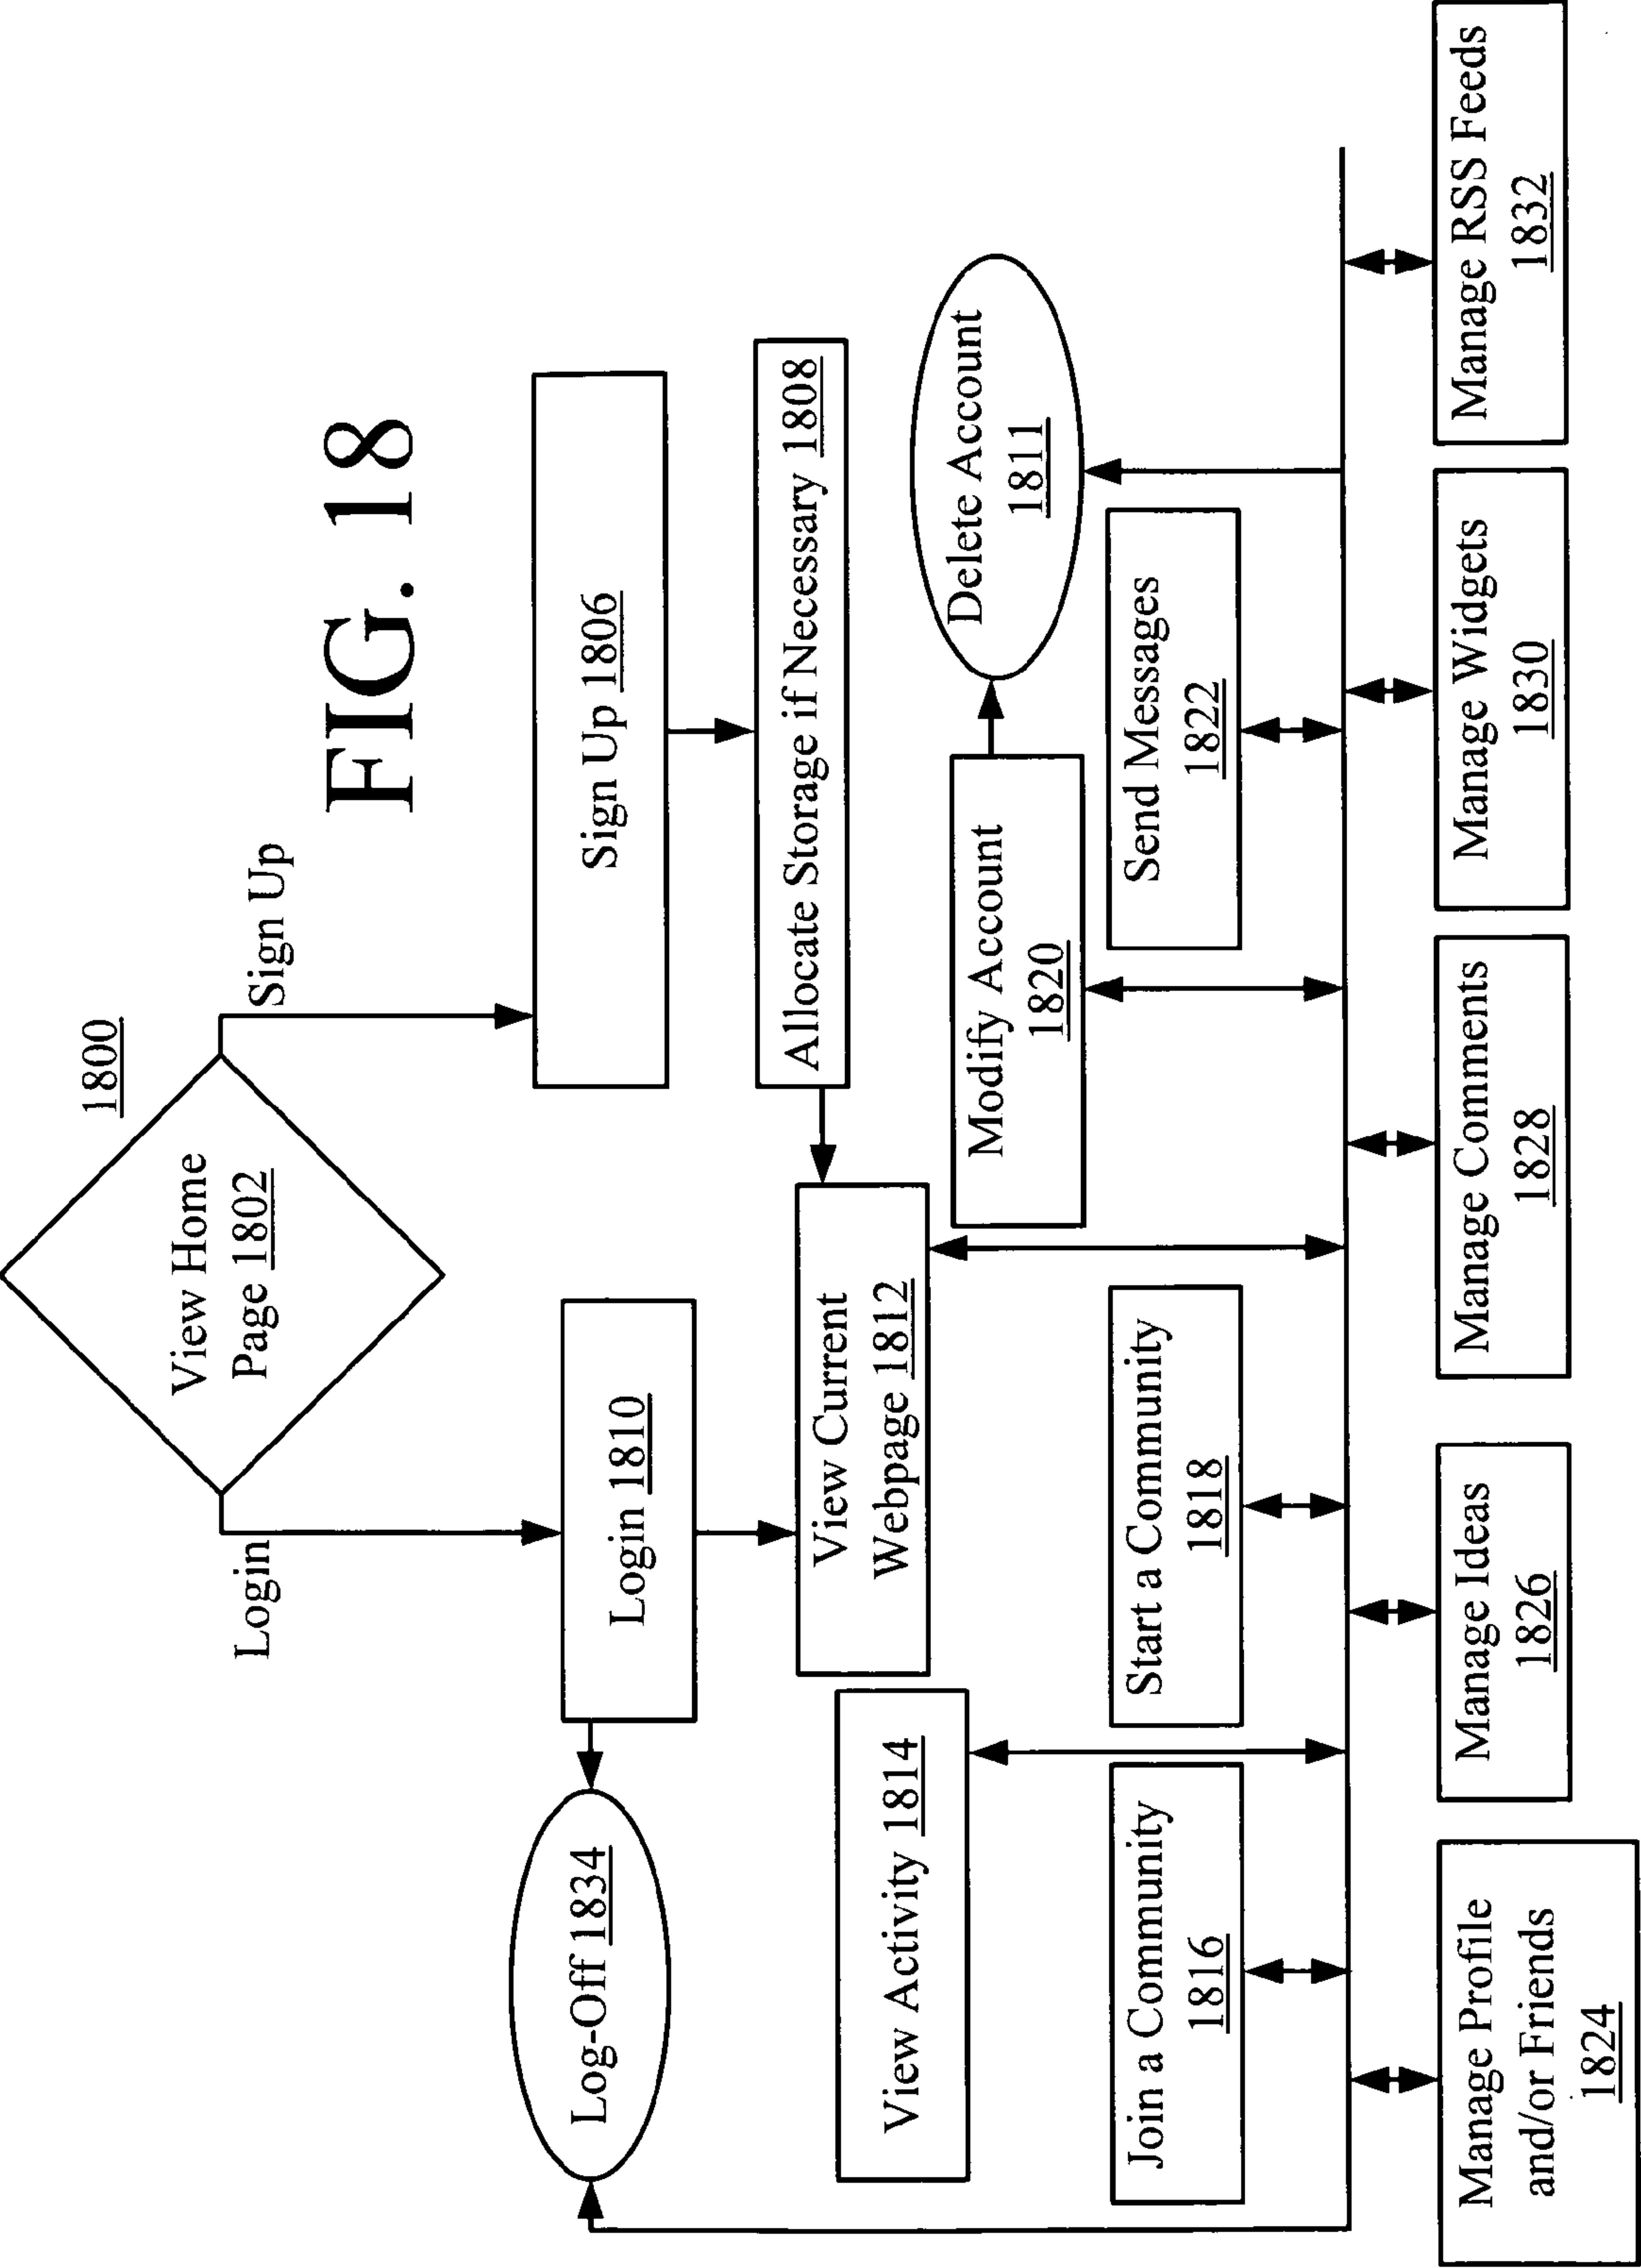 1800
View Home
Page 1802
Login
Sign Up
FIG. 18
Log-Off 1834
Login 1810
Sign Up 1806
Allocate Storage if Necessary 1808
View Current
Webpage 1812
View Activity 1814
Modify Account
1820
Delete Account
1811
Join a Community
1816
Start a Community
1818
Send Messages
1822
Manage Profile
and/or Friends
1824
Manage Ideas
1826
Manage Comments
1828
Manage Widgets
1830
Manage RSS Feeds
1832